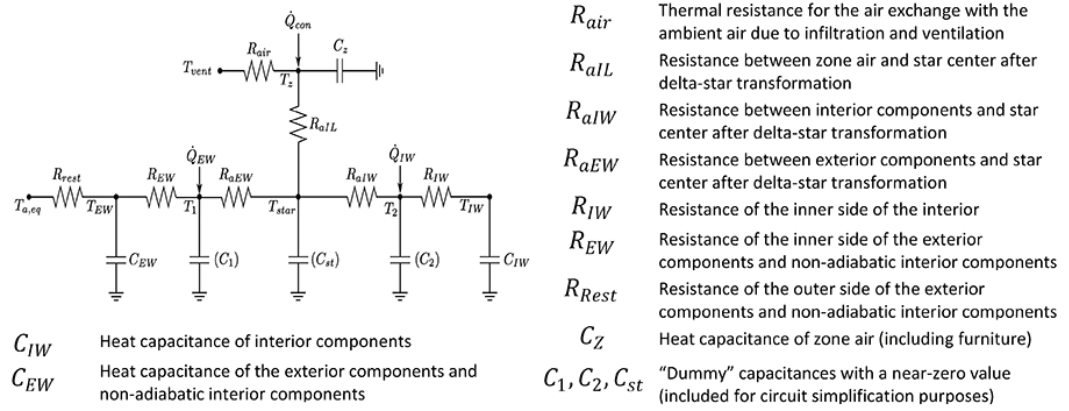 Q̇con
Rair
Cz
Tvent
Tz
RaIL
Q̇EW
Q̇IW
Rrest
REW
RaEW
RaIW
RIW
Ta,eq
TEW
T1
Tstar
T2
TIW
CEW
(C1)
(Cst)
(C2)
CIW
CIW Heat capacitance of interior components
CEW Heat capacitance of the exterior components and
non-adiabatic interior components
Rair Thermal resistance for the air exchange with the
ambient air due to infiltration and ventilation
RaIL Resistance between zone air and star center after
delta-star transformation
RaIW Resistance between interior components and star
center after delta-star transformation
RaEW Resistance between exterior components and star
center after delta-star transformation
RIW Resistance of the inner side of the interior
REW Resistance of the inner side of the exterior
components and non-adiabatic interior components
RRest Resistance of the outer side of the exterior
components and non-adiabatic interior components
CZ Heat capacitance of zone air (including furniture)
C1, C2, Cst “Dummy” capacitances with a near-zero value
(included for circuit simplification purposes)